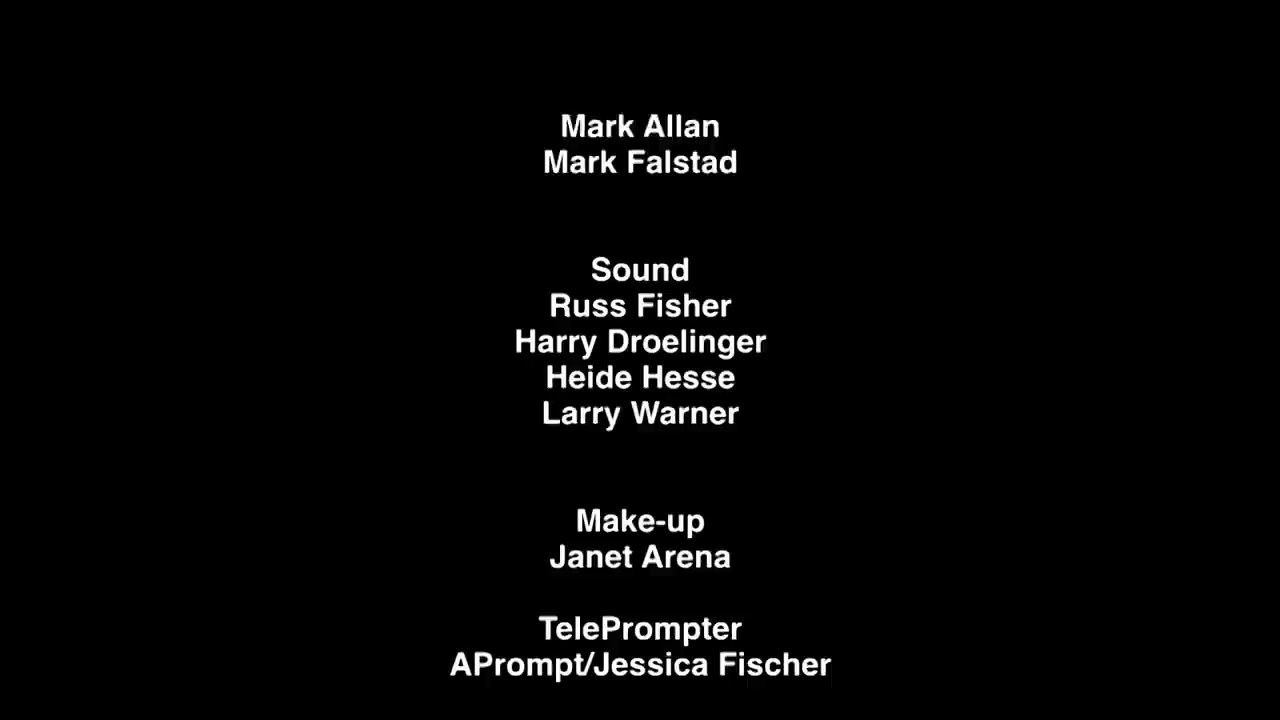 Mark Allan
Mark Falstad
Sound
Russ Fisher
Harry Droelinger
Heide Hesse
Larry Warner
Make-up
Janet Arena
TelePrompter
APrompt/Jessica Fischer